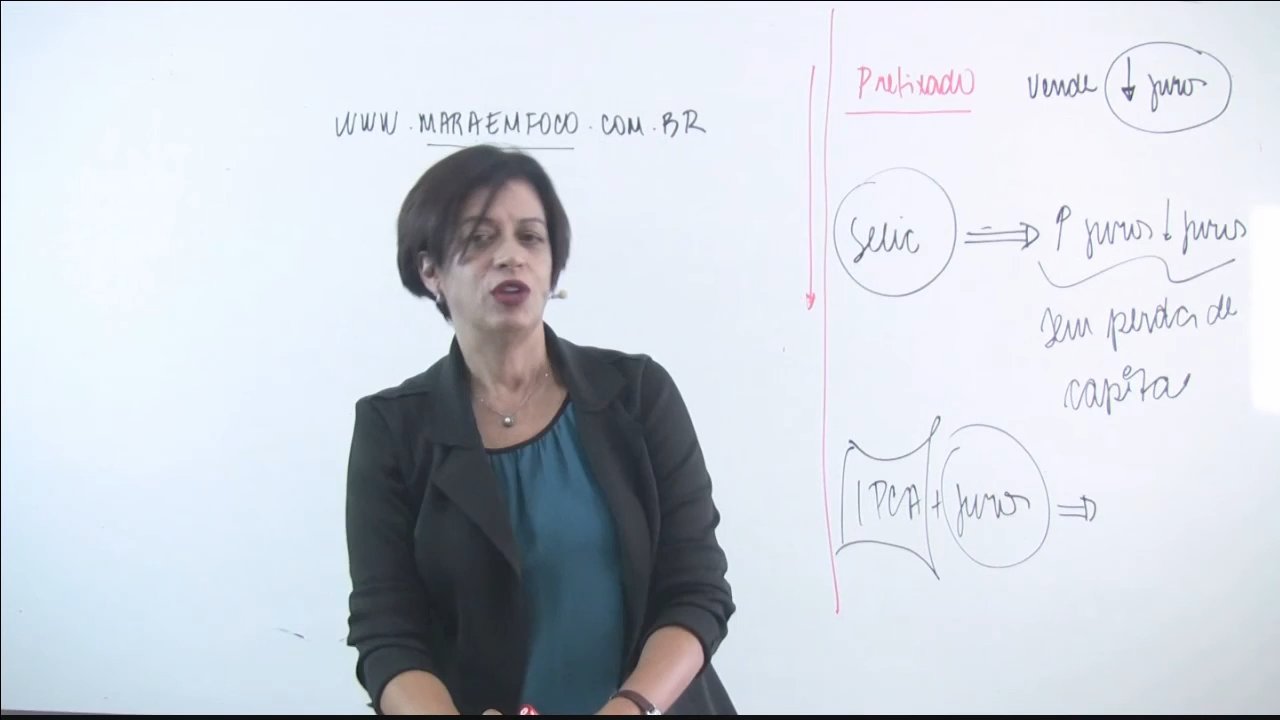 WWW.MARAEMFOCO.COM.BR
Prefixado vende ↓ juros
Selic ⇒ ↑ juros ↓ juros
sem perda de
capital
IPCA + juros ⇒